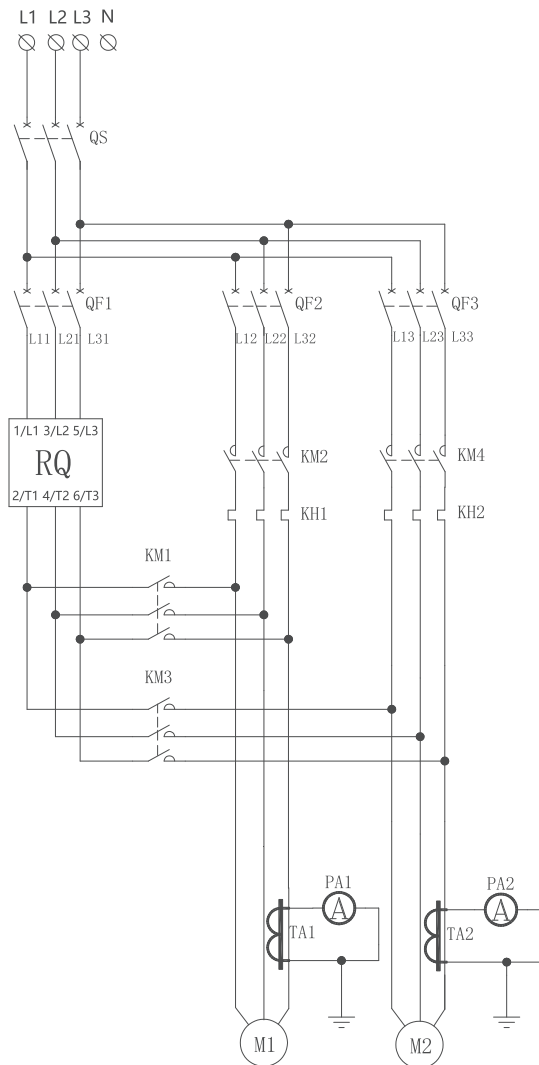 L1 L2 L3 N
QS
QF1 QF2 QF3
L11 L21 L31 L12 L22 L32 L13 L23 L33
1/L1 3/L2 5/L3
RQ
2/T1 4/T2 6/T3
KM2 KM4
KH1 KH2
KM1
KM3
PA1 PA2
A A
TA1 TA2
M1 M2